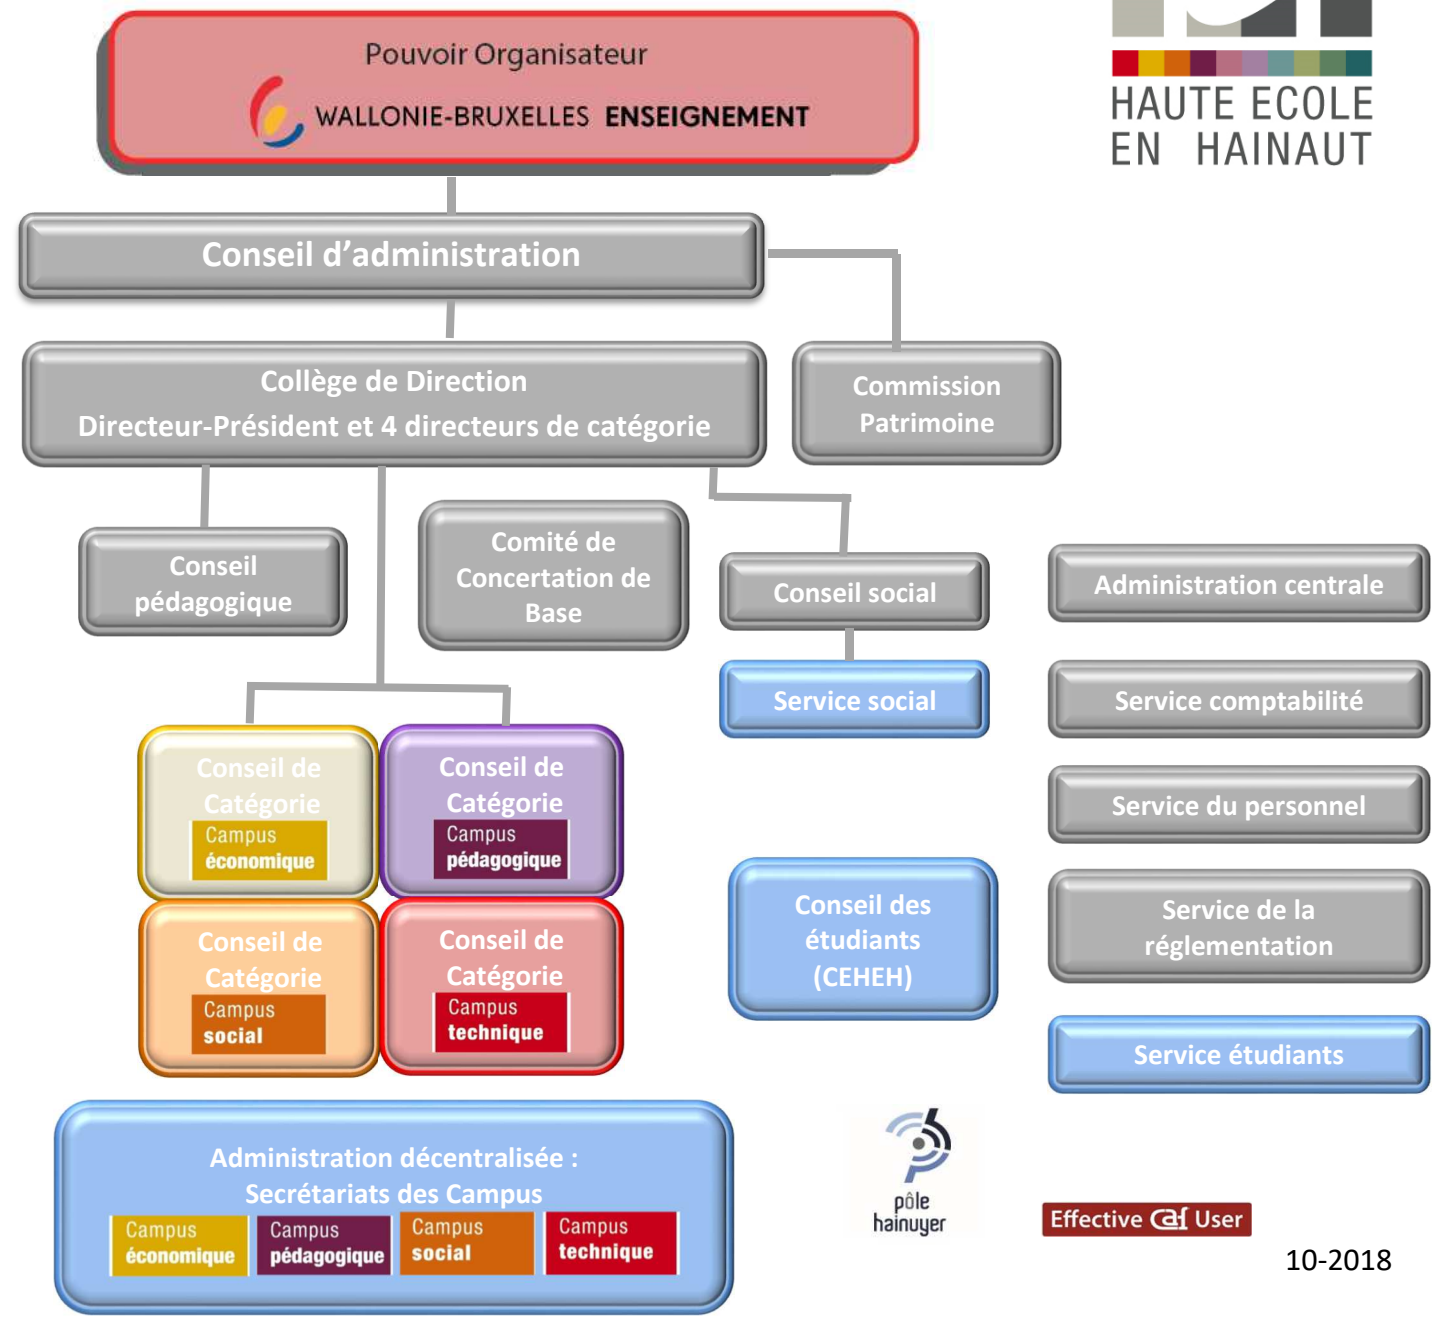 Pouvoir Organisateur
WALLONIE-BRUXELLES ENSEIGNEMENT
HAUTE ECOLE
EN HAINAUT
Conseil d’administration
Collège de Direction
Directeur-Président et 4 directeurs de catégorie
Commission
Patrimoine
Conseil
pédagogique
Comité de
Concertation de
Base
Conseil social
Service social
Administration centrale
Service comptabilité
Service du personnel
Service de la
réglementation
Service étudiants
Conseil de
Catégorie
Campus
économique
Conseil de
Catégorie
Campus
pédagogique
Conseil de
Catégorie
Campus
social
Conseil de
Catégorie
Campus
technique
Conseil des
étudiants
(CEHEH)
Administration décentralisée :
Secrétariats des Campus
Campus
économique
Campus
pédagogique
Campus
social
Campus
technique
pôle
hainuyer
Effective Caf User
10-2018